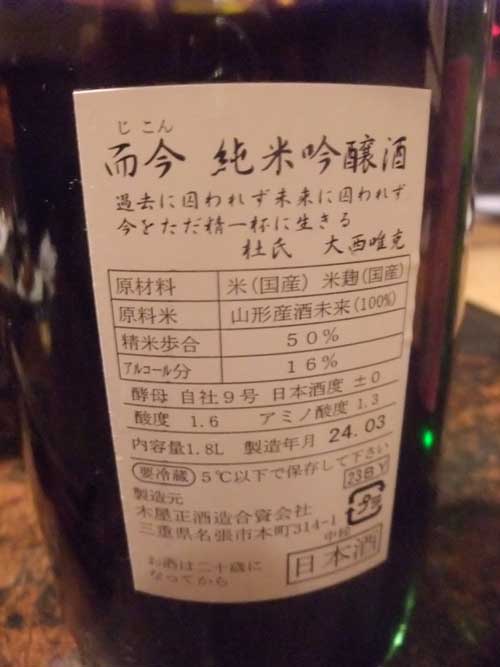 じこん
而今 純米吟醸酒
過去に囚われず未来に囚われず
今をただ精一杯に生きる
杜氏 大西唯克
原材料 米(国産) 米麹(国産)
原料米 山形産酒未来(100%)
精米歩合 50%
アルコール分 16%
酵母 自社9号 日本酒度 ±0
酸度 1.6 アミノ酸度 1.3
内容量1.8L 製造年月 24.03
要冷蔵 5℃以下で保存して下さい
23BY
製造元
木屋正酒造合資会社
三重県名張市本町314-1
中栓
お酒は二十歳に
なってから
日本酒